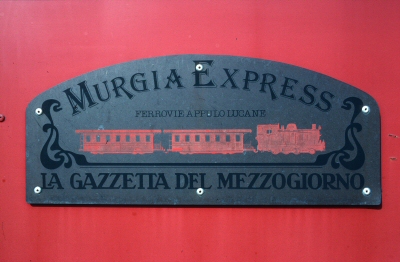 MURGIA EXPRESS
FERROVIE APPULO LUCANE
LA GAZZETTA DEL MEZZOGIORNO